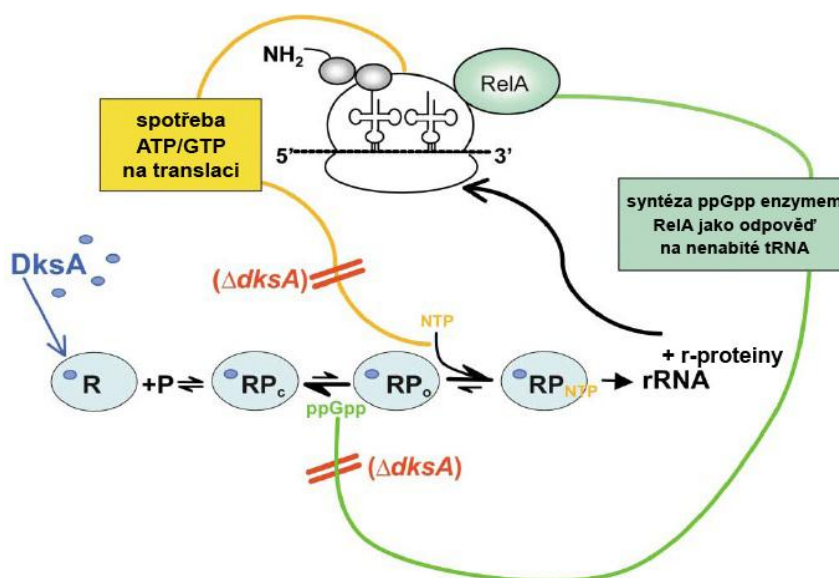 NH2
RelA
spotřeba
ATP/GTP
na translaci
5’
3’
syntéza ppGpp enzymem
RelA jako odpověď
na nenabité tRNA
DksA
(ΔdksA)
NTP
+ r-proteiny
R +P RPc RPo RPNTP rRNA
ppGpp
(ΔdksA)